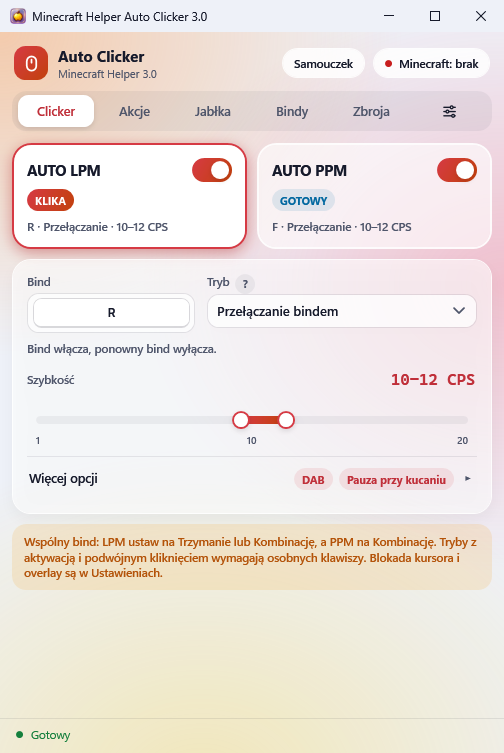 Minecraft Helper Auto Clicker 3.0
Auto Clicker
Minecraft Helper 3.0
Samouczek
Minecraft: brak
Clicker
Akcje
Jabłka
Bindy
Zbroja
AUTO LPM
KLIKA
R · Przełączanie · 10–12 CPS
AUTO PPM
GOTOWY
F · Przełączanie · 10–12 CPS
Bind
R
Tryb ?
Przełączanie bindem
Bind włącza, ponowny bind wyłącza.
Szybkość
10–12 CPS
1
10
20
Więcej opcji
DAB
Pauza przy kucaniu
Wspólny bind: LPM ustaw na Trzymanie lub Kombinację, a PPM na Kombinację. Tryby z
aktywacją i podwójnym kliknięciem wymagają osobnych klawiszy. Blokada kursora i
overlay są w Ustawieniach.
Gotowy